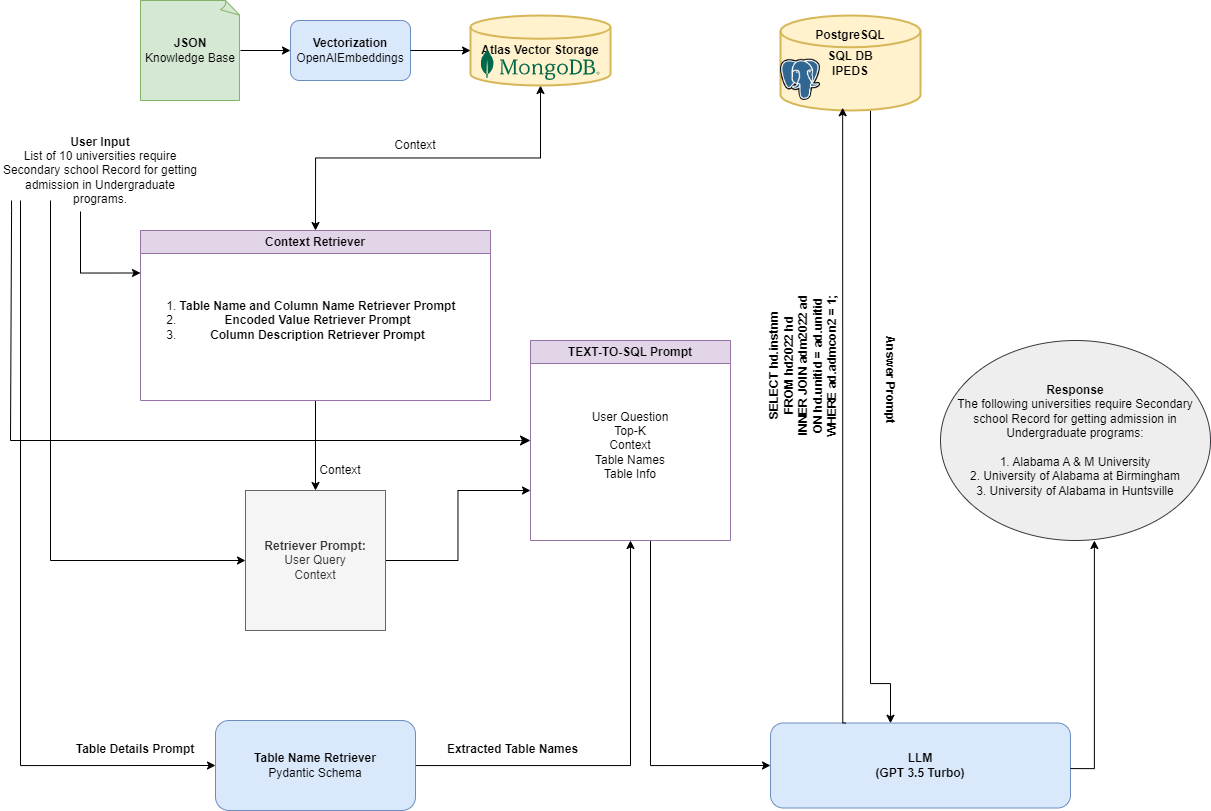 JSON
Knowledge Base
Vectorization
OpenAIEmbeddings
Atlas Vector Storage
MongoDB.
PostgreSQL
SQL DB
IPEDS
User Input
List of 10 universities require
Secondary school Record for getting
admission in Undergraduate
programs.
Context
Context Retriever
1. Table Name and Column Name Retriever Prompt
2. Encoded Value Retriever Prompt
3. Column Description Retriever Prompt
TEXT-TO-SQL Prompt
User Question
Top-K
Context
Table Names
Table Info
SELECT hd.instnm
FROM hd2022 hd
INNER JOIN adm2022 ad
ON hd.unitid = ad.unitid
WHERE ad.admcon2 = 1;
Answer Prompt
Response
The following universities require Secondary
school Record for getting admission in
Undergraduate programs:
1. Alabama A & M University
2. University of Alabama at Birmingham
3. University of Alabama in Huntsville
Context
Retriever Prompt:
User Query
Context
Table Details Prompt
Table Name Retriever
Pydantic Schema
Extracted Table Names
LLM
(GPT 3.5 Turbo)